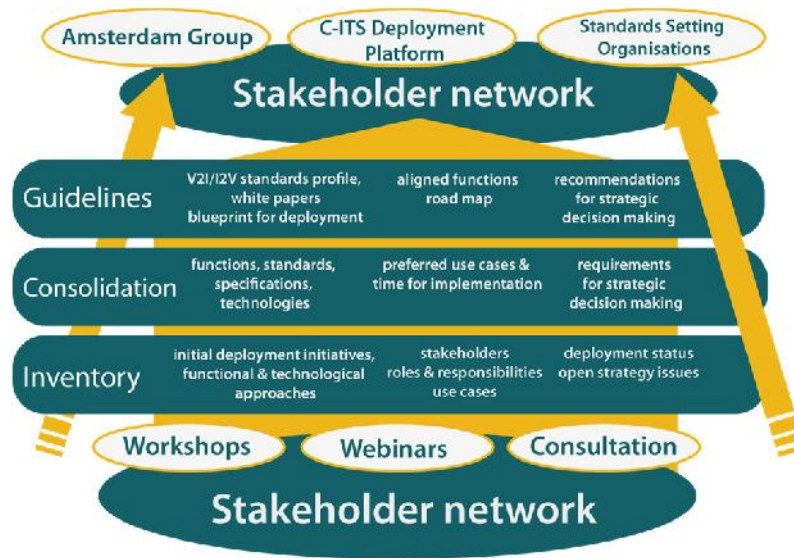 Amsterdam Group
C-ITS Deployment
Platform
Standards Setting
Organisations
Stakeholder network
Guidelines
V2I/I2V standards profile,
white papers
blueprint for deployment
aligned functions
road map
recommendations
for strategic
decision making
Consolidation
functions, standards,
specifications,
technologies
preferred use cases &
time for implementation
requirements
for strategic
decision making
Inventory
initial deployment initiatives,
functional & technological
approaches
stakeholders
roles & responsibilities
use cases
deployment status
open strategy issues
Workshops
Webinars
Consultation
Stakeholder network